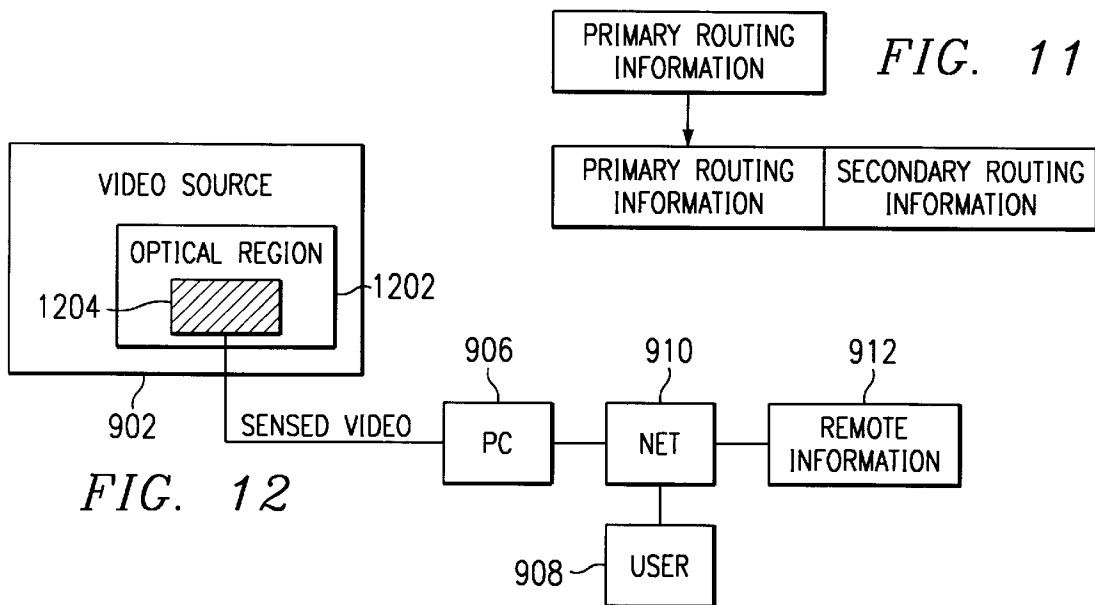 PRIMARY ROUTING
INFORMATION
FIG. 11
PRIMARY ROUTING
INFORMATION
SECONDARY ROUTING
INFORMATION
VIDEO SOURCE
OPTICAL REGION
1204
1202
902
SENSED VIDEO
906
PC
910
NET
912
REMOTE
INFORMATION
908
USER
FIG. 12